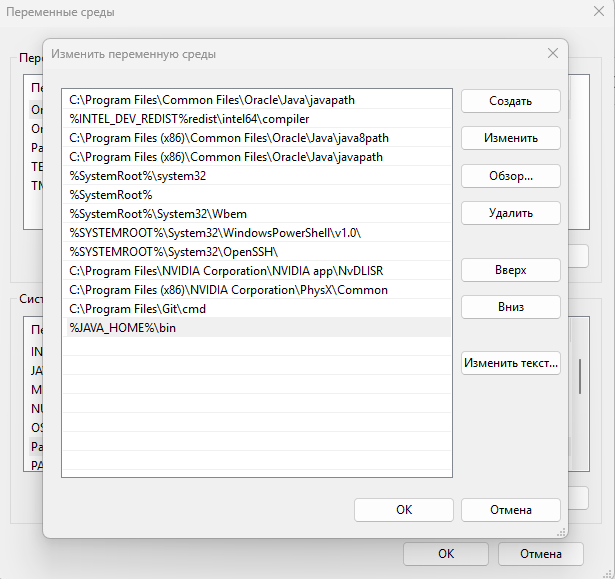 Переменные среды
Изменить переменную среды
C:\Program Files\Common Files\Oracle\Java\javapath
%INTEL_DEV_REDIST%redist\intel64\compiler
C:\Program Files (x86)\Common Files\Oracle\Java\java8path
C:\Program Files (x86)\Common Files\Oracle\Java\javapath
%SystemRoot%\system32
%SystemRoot%
%SystemRoot%\System32\Wbem
%SYSTEMROOT%\System32\WindowsPowerShell\v1.0\
%SYSTEMROOT%\System32\OpenSSH\
C:\Program Files\NVIDIA Corporation\NVIDIA app\NvDLISR
C:\Program Files (x86)\NVIDIA Corporation\PhysX\Common
C:\Program Files\Git\cmd
%JAVA_HOME%\bin
Создать
Изменить
Обзор...
Удалить
Вверх
Вниз
Изменить текст...
OK
Отмена
Пер
Пе
Or
Or
Pa
TE
TM
Сист
Пе
IN
JA
M
NU
OS
Pa
PA
OK
Отмена